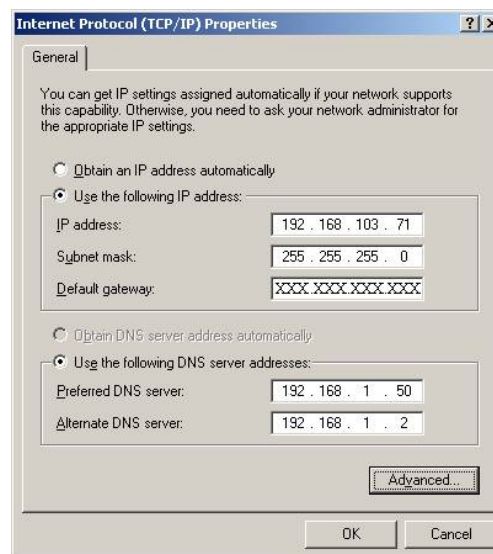 Internet Protocol (TCP/IP) Properties
General
You can get IP settings assigned automatically if your network supports
this capability. Otherwise, you need to ask your network administrator for
the appropriate IP settings.
Obtain an IP address automatically
Use the following IP address:
IP address: 192 . 168 . 103 . 71
Subnet mask: 255 . 255 . 255 . 0
Default gateway: XXX.XXX.XXX.XXX
Obtain DNS server address automatically
Use the following DNS server addresses:
Preferred DNS server: 192 . 168 . 1 . 50
Alternate DNS server: 192 . 168 . 1 . 2
Advanced...
OK Cancel